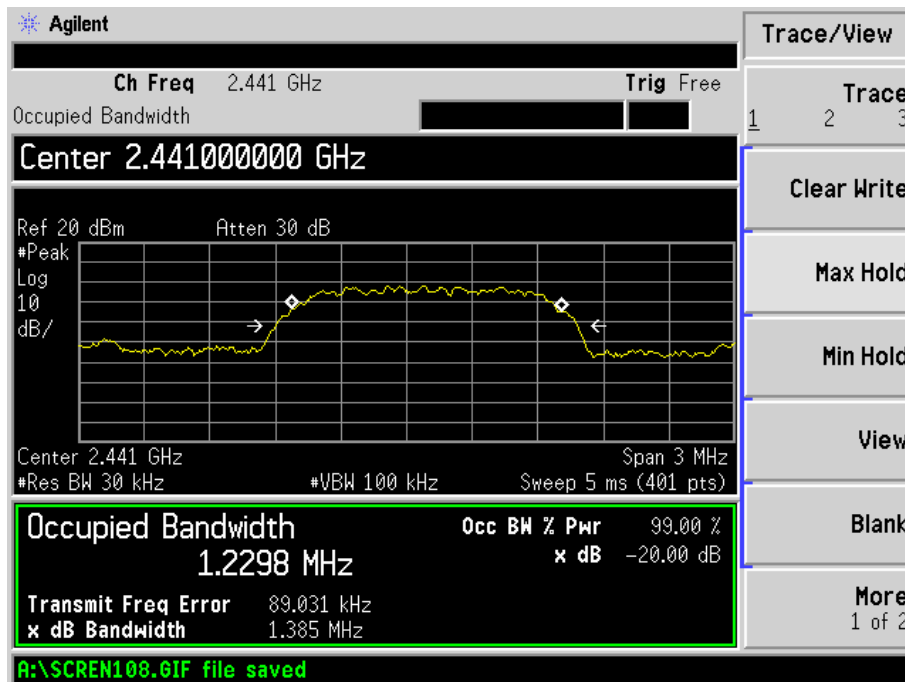 Agilent
Trace/View
Ch Freq 2.441 GHz Trig Free
Occupied Bandwidth
Trace
1 2 3
Center 2.441000000 GHz
Clear Write
Ref 20 dBm Atten 30 dB
#Peak
Log
10
dB/
Max Hold
Min Hold
View
Center 2.441 GHz Span 3 MHz
#Res BW 30 kHz #VBW 100 kHz Sweep 5 ms (401 pts)
Blank
Occupied Bandwidth Occ BW % Pwr 99.00 %
1.2298 MHz x dB -20.00 dB
Transmit Freq Error 89.031 kHz
x dB Bandwidth 1.385 MHz
More
1 of 2
A:\SCREN108.GIF file saved